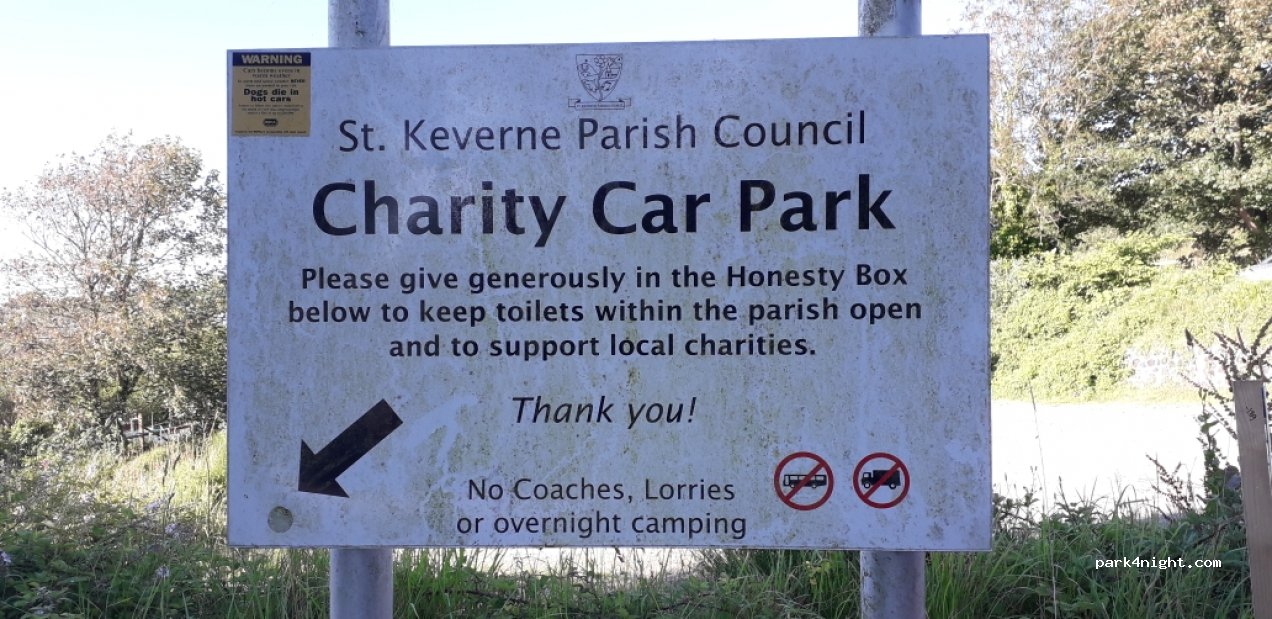 WARNING
Dogs die in
hot cars
St. Keverne Parish Council
Charity Car Park
Please give generously in the Honesty Box
below to keep toilets within the parish open
and to support local charities.
Thank you!
No Coaches, Lorries
or overnight camping
park4night.com